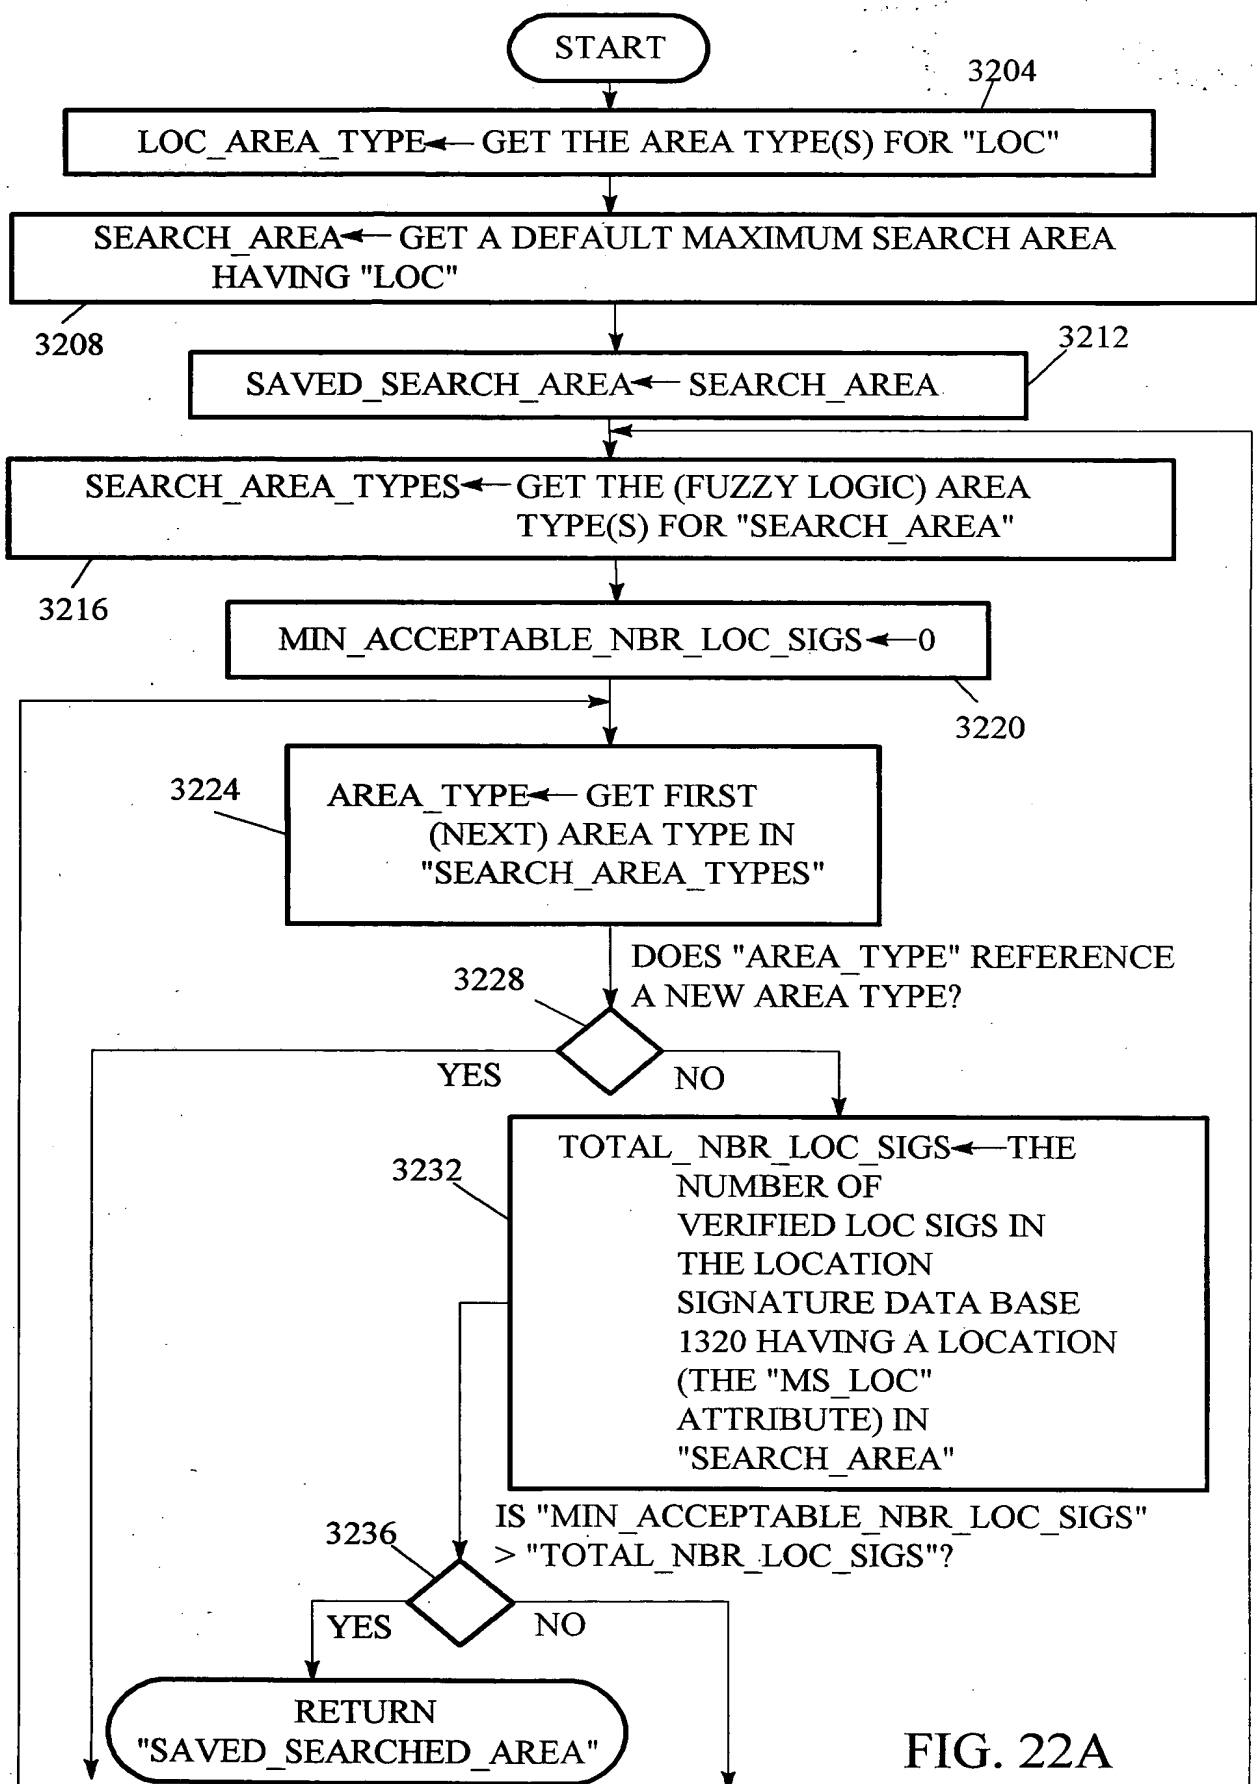 START
3204
LOC_AREA_TYPE← GET THE AREA TYPE(S) FOR "LOC"
SEARCH_AREA← GET A DEFAULT MAXIMUM SEARCH AREA
HAVING "LOC"
3208
3212
SAVED_SEARCH_AREA← SEARCH_AREA
SEARCH_AREA_TYPES← GET THE (FUZZY LOGIC) AREA
TYPE(S) FOR "SEARCH_AREA"
3216
MIN_ACCEPTABLE_NBR_LOC_SIGS←0
3220
3224
AREA_TYPE← GET FIRST
(NEXT) AREA TYPE IN
"SEARCH_AREA_TYPES"
DOES "AREA_TYPE" REFERENCE
A NEW AREA TYPE?
3228
YES
NO
3232
TOTAL_NBR_LOC_SIGS←THE
NUMBER OF
VERIFIED LOC SIGS IN
THE LOCATION
SIGNATURE DATA BASE
1320 HAVING A LOCATION
(THE "MS_LOC"
ATTRIBUTE) IN
"SEARCH_AREA"
IS "MIN_ACCEPTABLE_NBR_LOC_SIGS"
> "TOTAL_NBR_LOC_SIGS"?
3236
YES
NO
RETURN
"SAVED_SEARCHED_AREA"
FIG. 22A